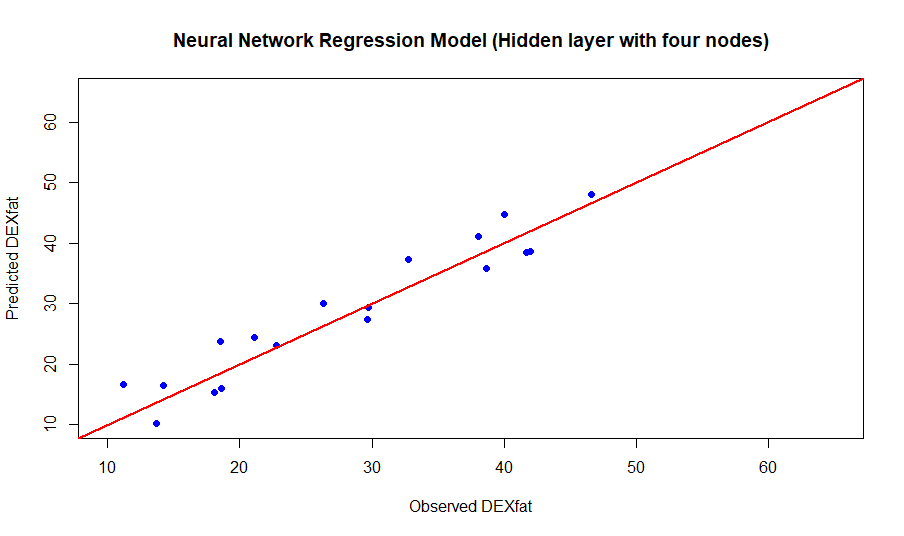 Neural Network Regression Model (Hidden layer with four nodes)
Predicted DEXfat
60
50
40
30
20
10
10 20 30 40 50 60
Observed DEXfat